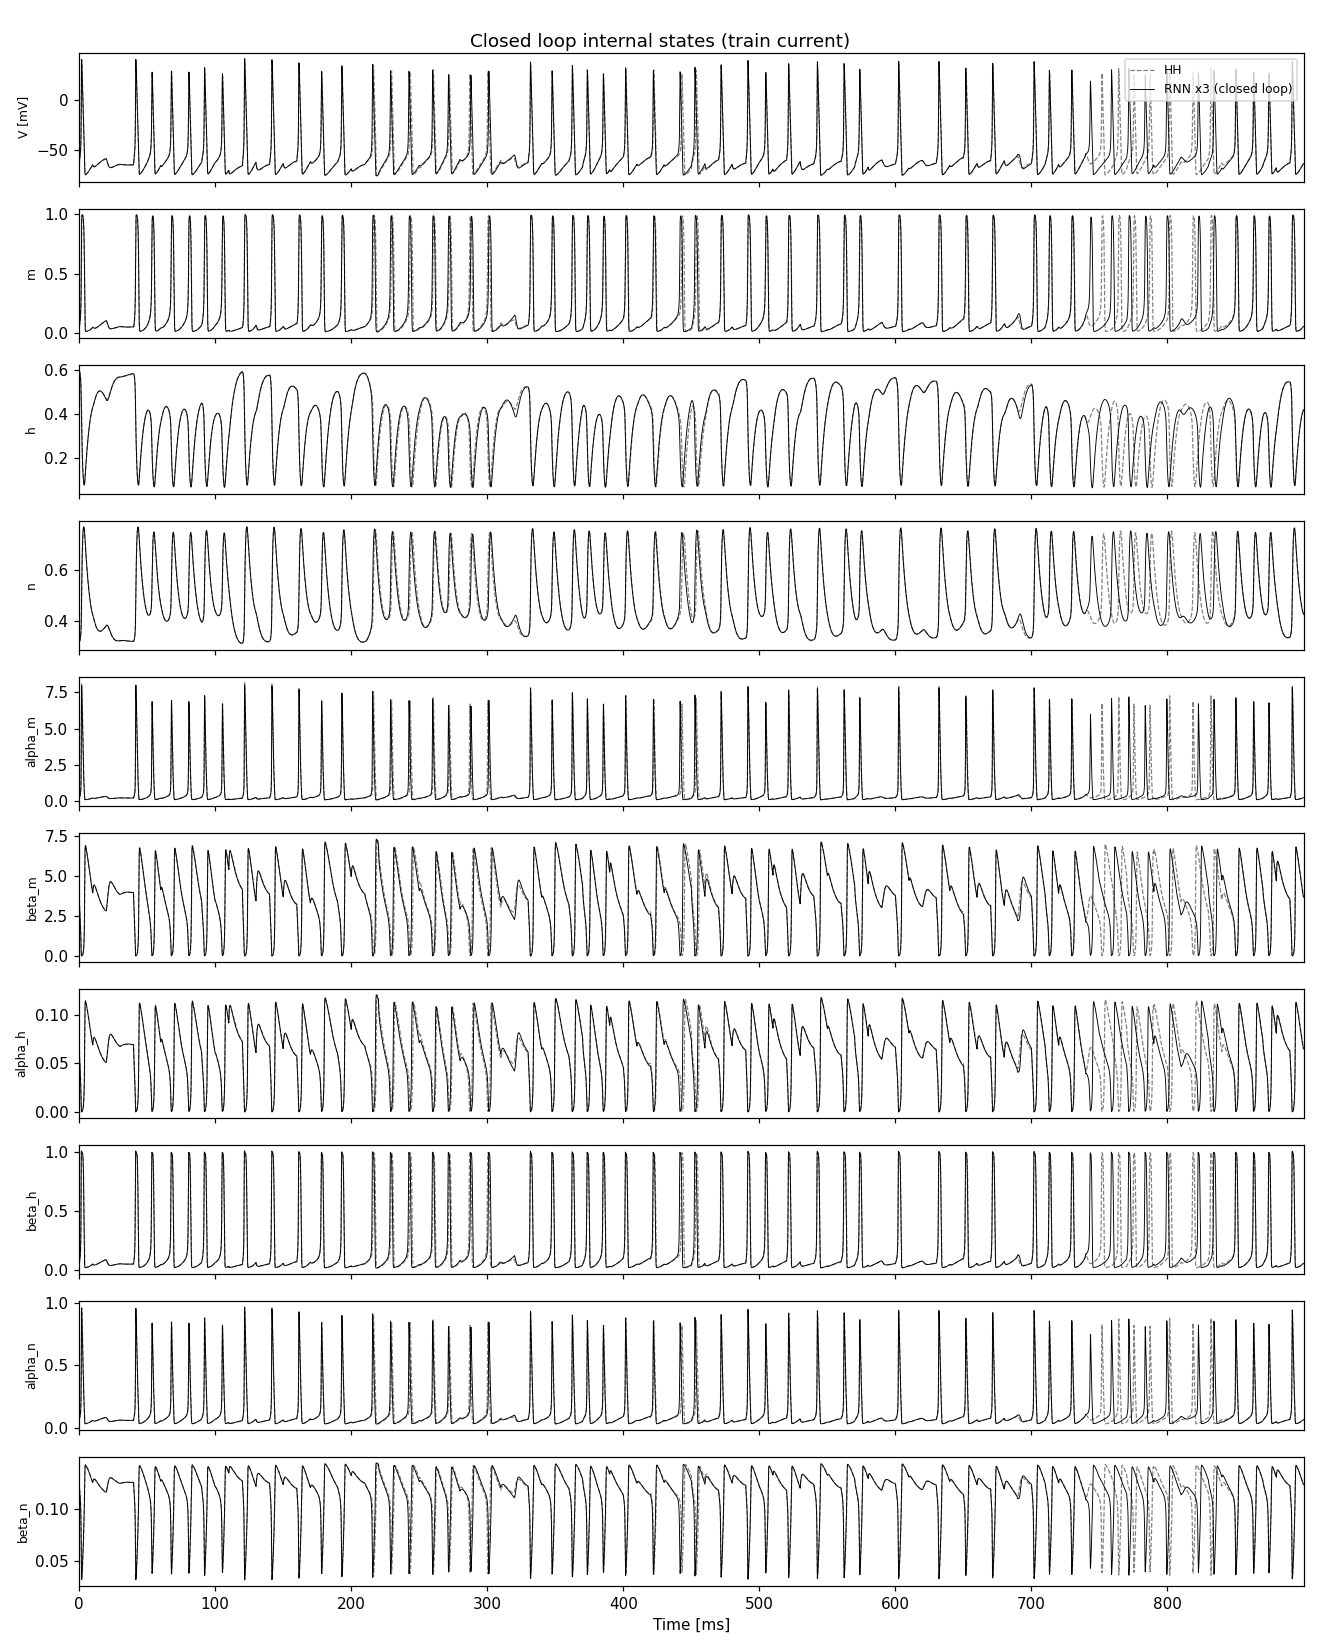 Closed loop internal states (train current)
V [mV]
0
−50
HH
RNN x3 (closed loop)
m
1.0
0.5
0.0
h
0.6
0.4
0.2
n
0.6
0.4
alpha_m
7.5
5.0
2.5
0.0
beta_m
7.5
5.0
2.5
0.0
alpha_h
0.10
0.05
0.00
beta_h
1.0
0.5
0.0
alpha_n
1.0
0.5
0.0
beta_n
0.10
0.05
0 100 200 300 400 500 600 700 800
Time [ms]